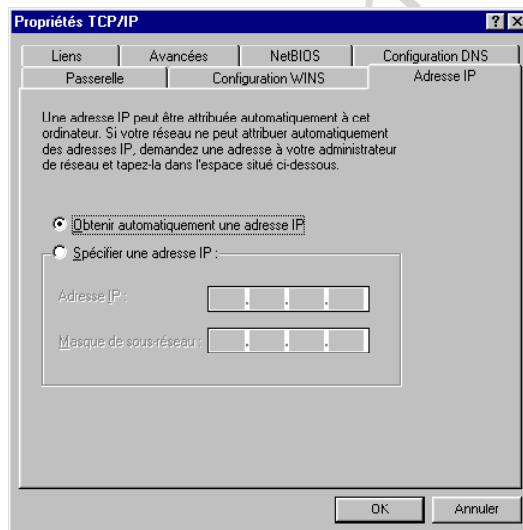 Propriétés TCP/IP
Liens Avancées NetBIOS Configuration DNS
Passerelle Configuration WINS Adresse IP
Une adresse IP peut être attribuée automatiquement à cet
ordinateur. Si votre réseau ne peut attribuer automatiquement
des adresses IP, demandez une adresse à votre administrateur
de réseau et tapez-la dans l'espace situé ci-dessous.
Obtenir automatiquement une adresse IP
Spécifier une adresse IP :
Adresse IP :
Masque de sous-réseau :
OK Annuler